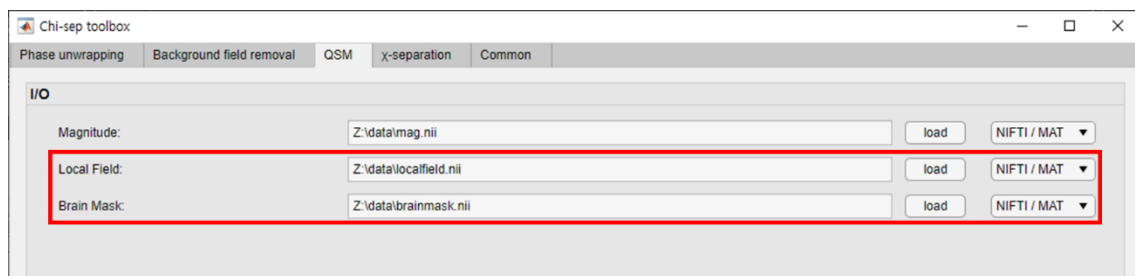 Chi-sep toolbox
Phase unwrapping Background field removal QSM χ-separation Common
I/O
Magnitude: Z:\data\mag.nii load NIFTI / MAT
Local Field: Z:\data\localfield.nii load NIFTI / MAT
Brain Mask: Z:\data\brainmask.nii load NIFTI / MAT